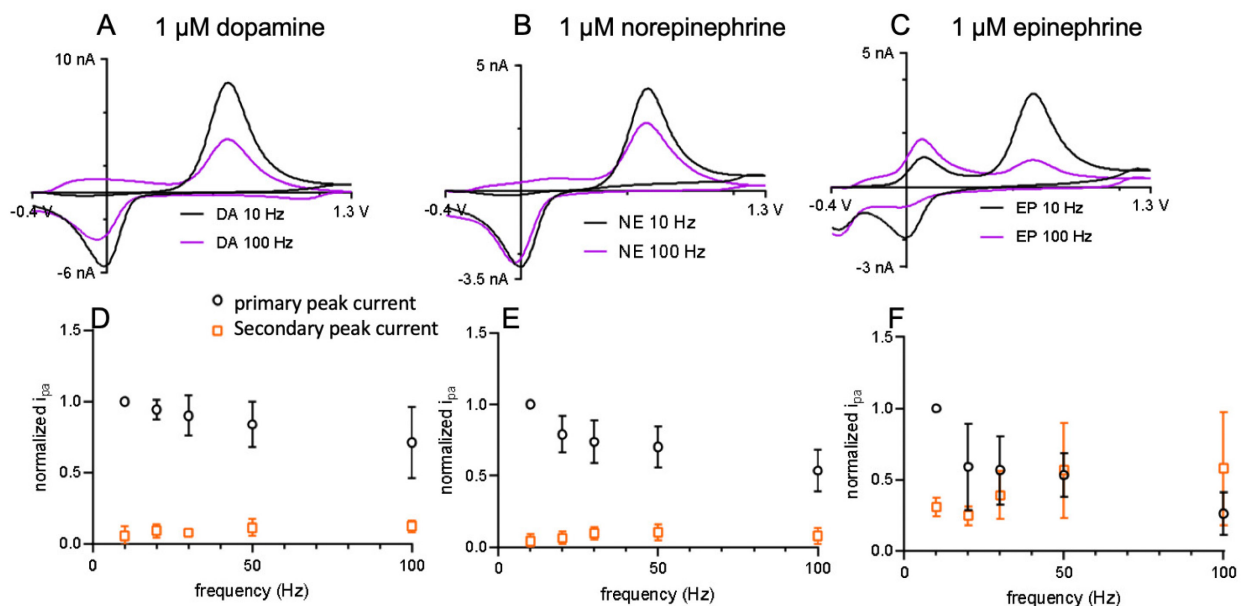 A 1 µM dopamine
B 1 µM norepinephrine
C 1 µM epinephrine
10 nA
-0.4 V
1.3 V
DA 10 Hz
DA 100 Hz
-6 nA
5 nA
-0.4 V
1.3 V
NE 10 Hz
NE 100 Hz
-3.5 nA
5 nA
-0.4 V
1.3 V
EP 10 Hz
EP 100 Hz
-3 nA
primary peak current
Secondary peak current
D
normalized ipa
1.5
1.0
0.5
0.0
0 50 100
frequency (Hz)
E
normalized ipa
1.5
1.0
0.5
0.0
0 50 100
frequency (Hz)
F
normalized ipa
1.5
1.0
0.5
0.0
0 50 100
frequency (Hz)